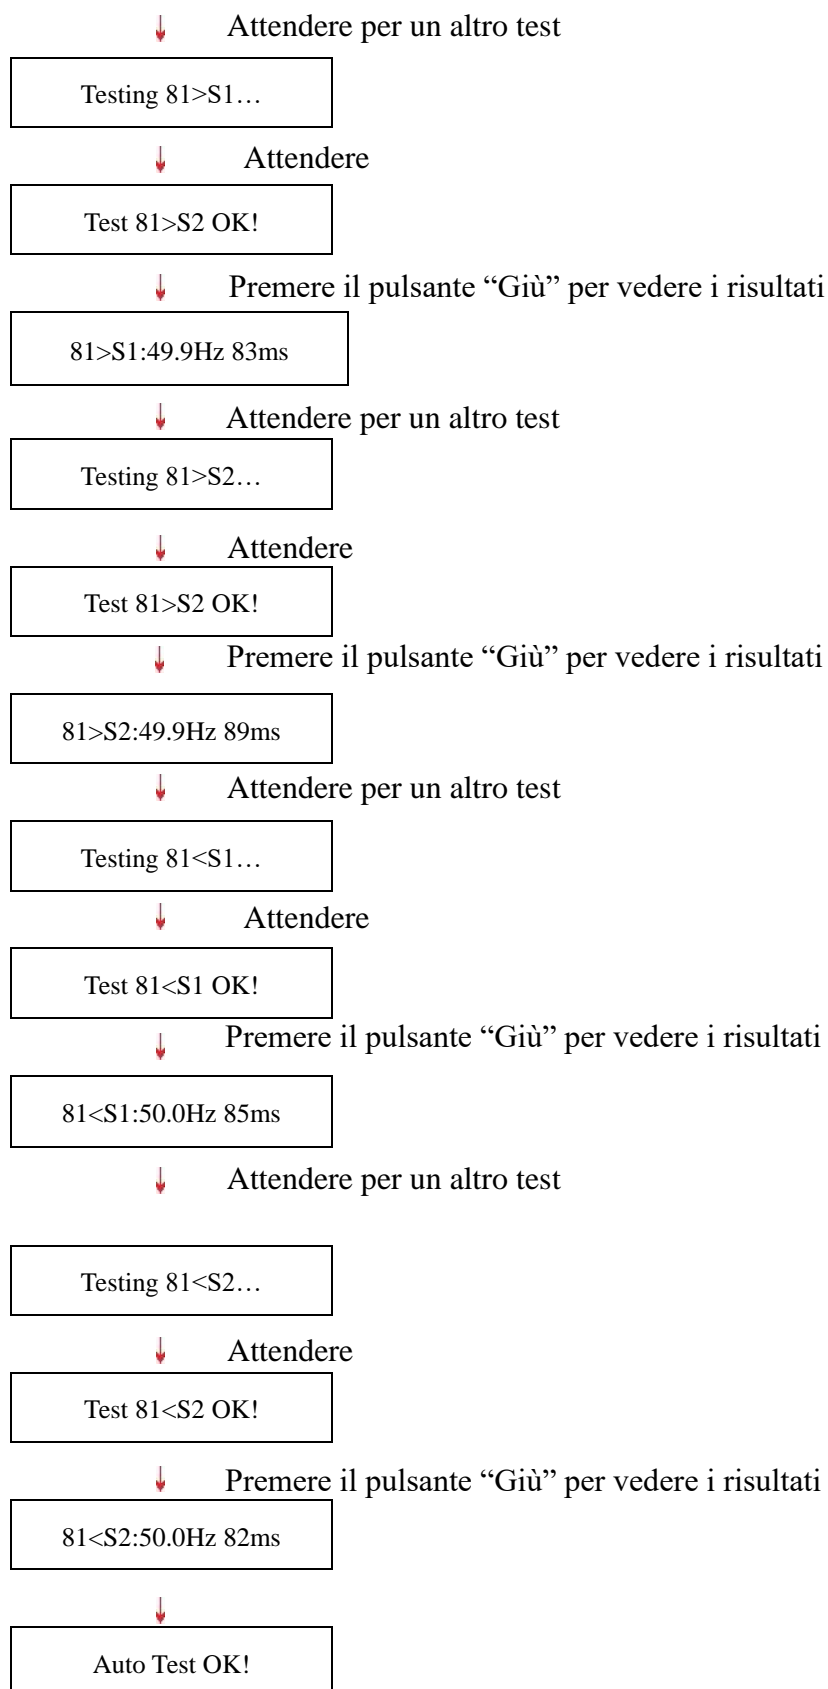 Attendere per un altro test
Testing 81>S1…
Attendere
Test 81>S2 OK!
Premere il pulsante “Giù” per vedere i risultati
81>S1:49.9Hz 83ms
Attendere per un altro test
Testing 81>S2…
Attendere
Test 81>S2 OK!
Premere il pulsante “Giù” per vedere i risultati
81>S2:49.9Hz 89ms
Attendere per un altro test
Testing 81<S1…
Attendere
Test 81<S1 OK!
Premere il pulsante “Giù” per vedere i risultati
81<S1:50.0Hz 85ms
Attendere per un altro test
Testing 81<S2…
Attendere
Test 81<S2 OK!
Premere il pulsante “Giù” per vedere i risultati
81<S2:50.0Hz 82ms
Auto Test OK!